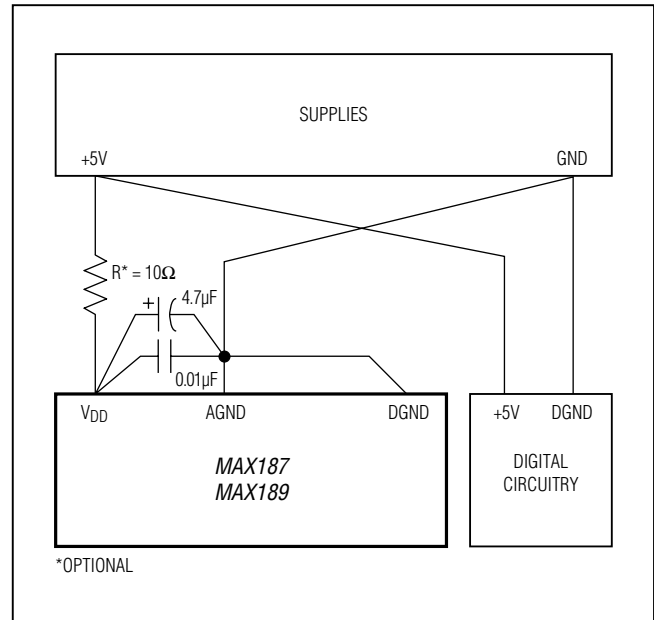 SUPPLIES
+5V GND
R* = 10Ω
+ 4.7µF
0.01µF
VDD AGND DGND
+5V DGND
MAX187
MAX189
DIGITAL
CIRCUITRY
*OPTIONAL